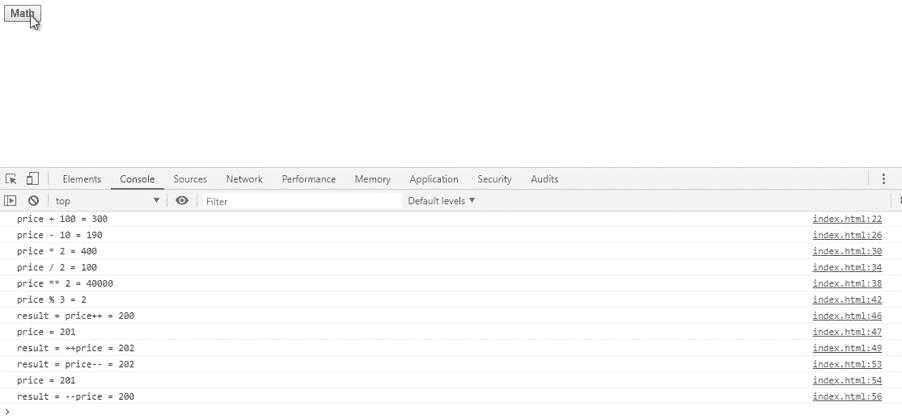 Math
Elements Console Sources Network Performance Memory Application Security Audits
top Filter Default levels
price + 100 = 300 index.html:22
price - 10 = 190 index.html:26
price * 2 = 400 index.html:30
price / 2 = 100 index.html:34
price ** 2 = 40000 index.html:38
price % 3 = 2 index.html:42
result = price++ = 200 index.html:46
price = 201 index.html:47
result = ++price = 202 index.html:49
result = price-- = 202 index.html:53
price = 201 index.html:54
result = --price = 200 index.html:56
>